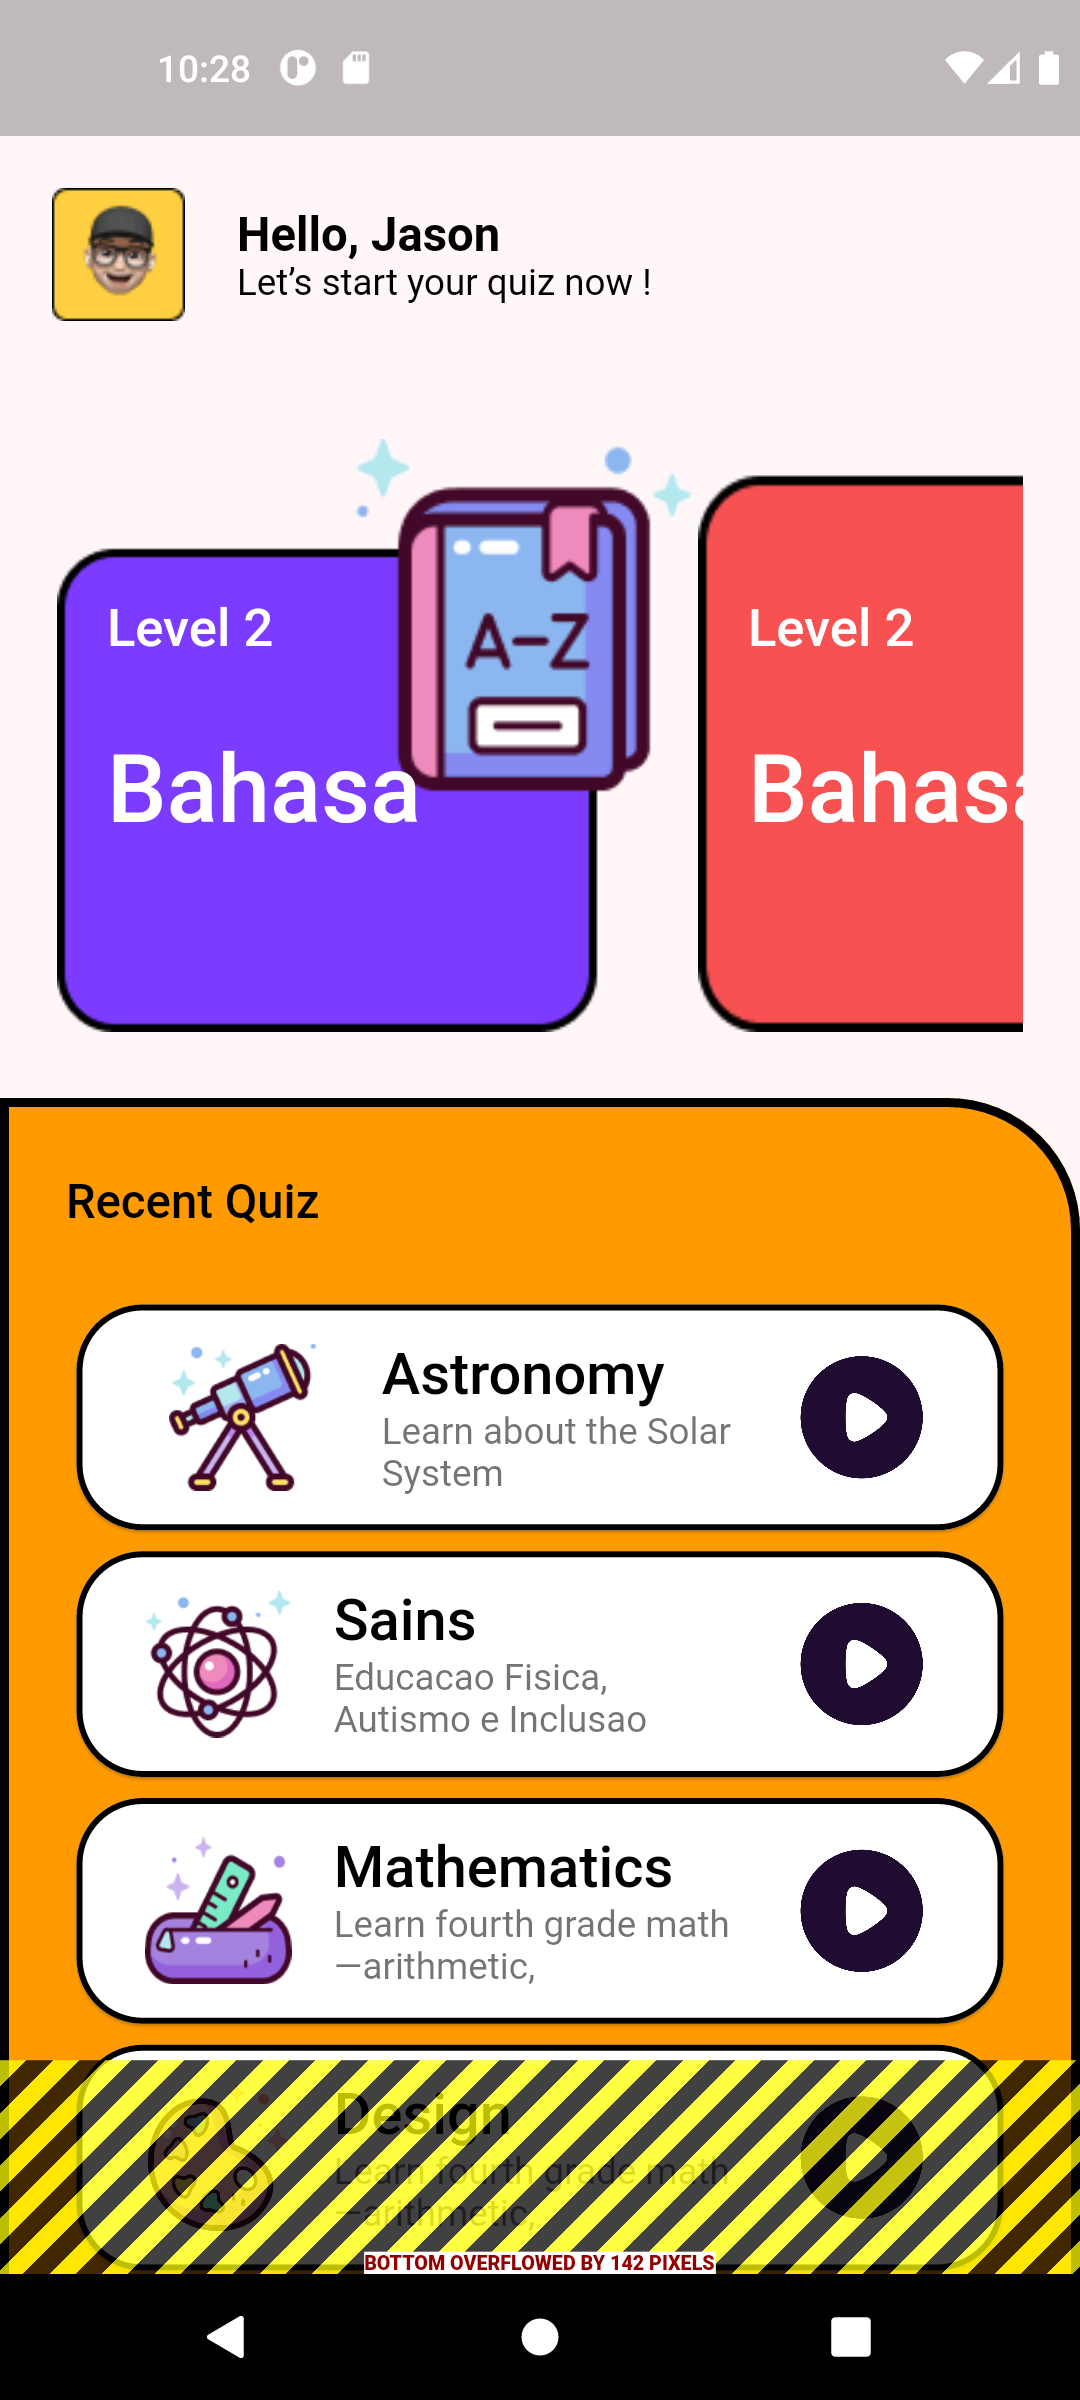 10:28
Hello, Jason
Let’s start your quiz now !
A–Z
Level 2
Bahasa
Level 2
Bahasa
Recent Quiz
Astronomy
Learn about the Solar
System
Sains
Educacao Fisica,
Autismo e Inclusao
Mathematics
Learn fourth grade math
—arithmetic,
Design
Learn fourth grade math
—arithmetic,
BOTTOM OVERFLOWED BY 142 PIXELS